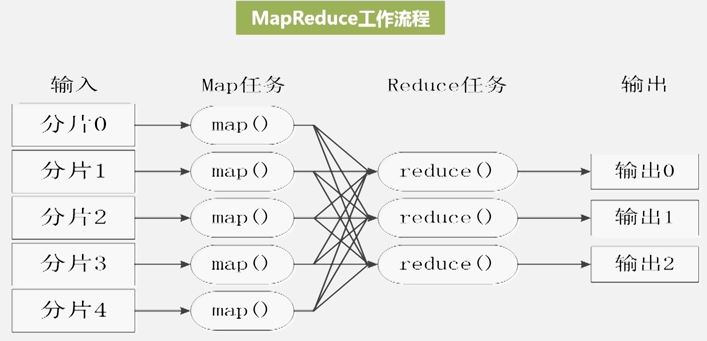 MapReduce工作流程
输入 Map任务 Reduce任务 输出
分片0 map()
分片1 map() reduce() 输出0
分片2 map() reduce() 输出1
分片3 map() reduce() 输出2
分片4 map()